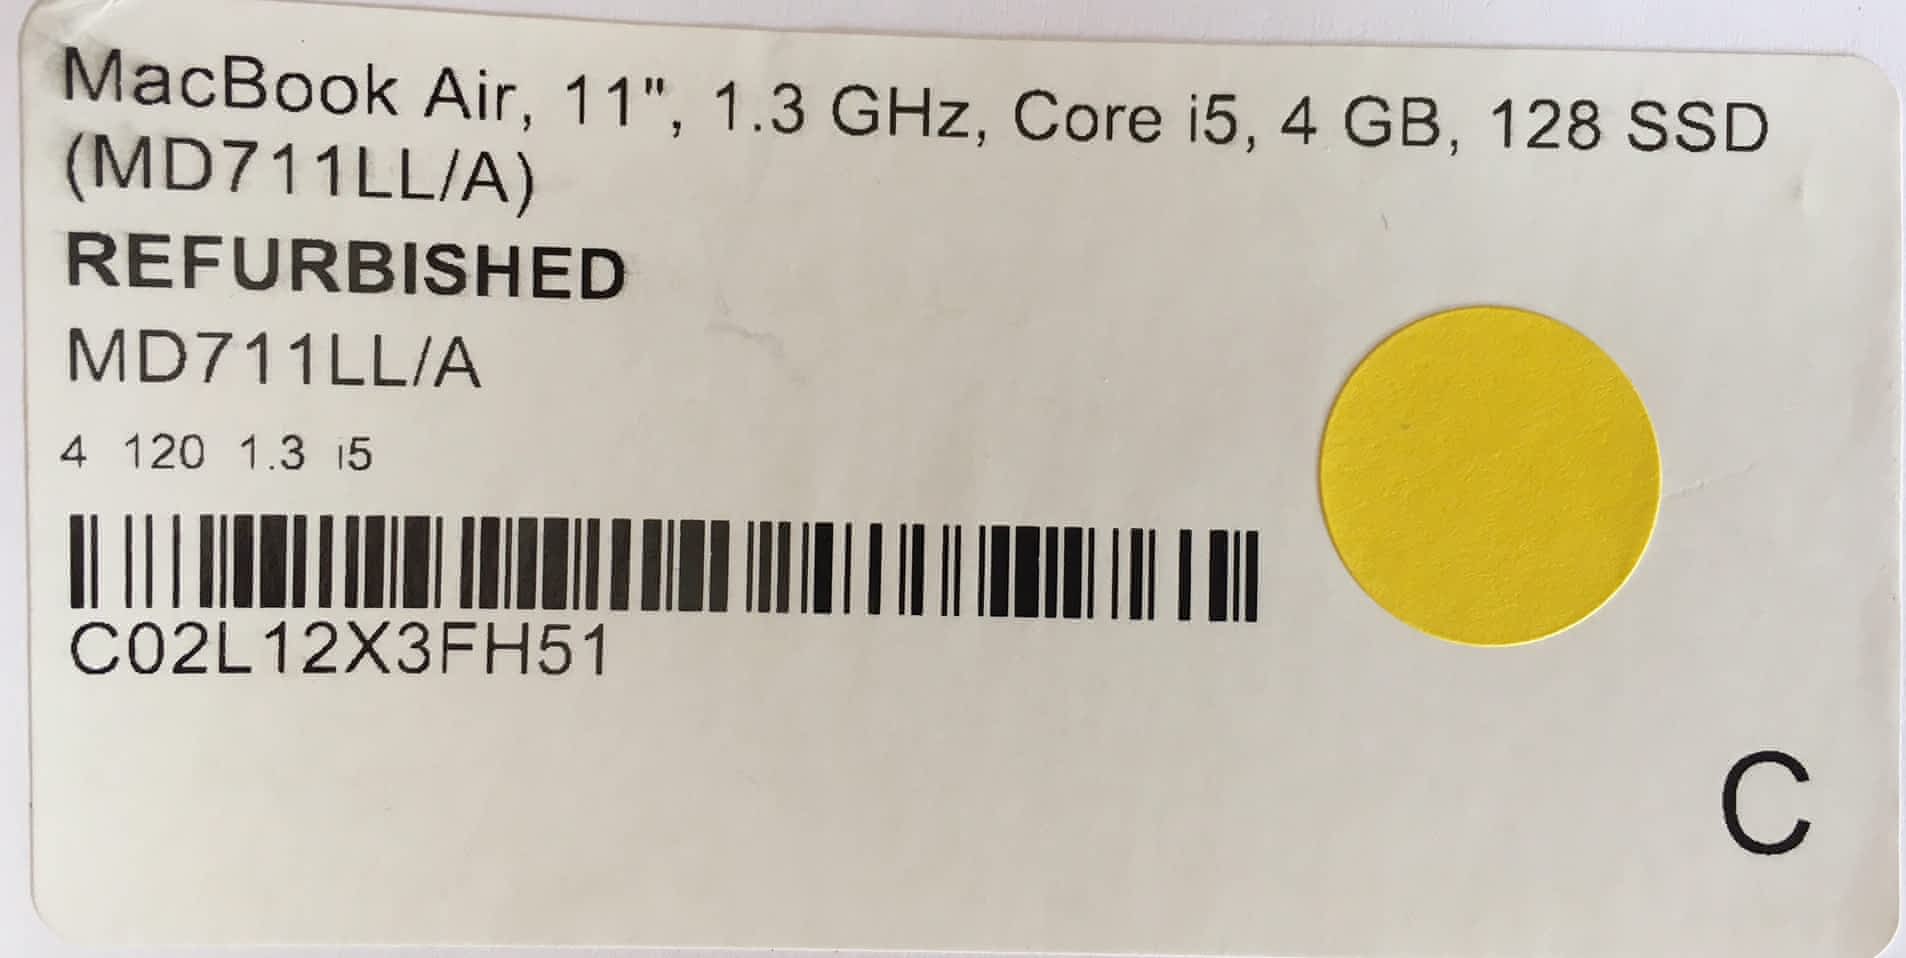 MacBook Air, 11", 1.3 GHz, Core i5, 4 GB, 128 SSD
(MD711LL/A)
REFURBISHED
MD711LL/A
4 120 1.3 i5
C02L12X3FH51
C